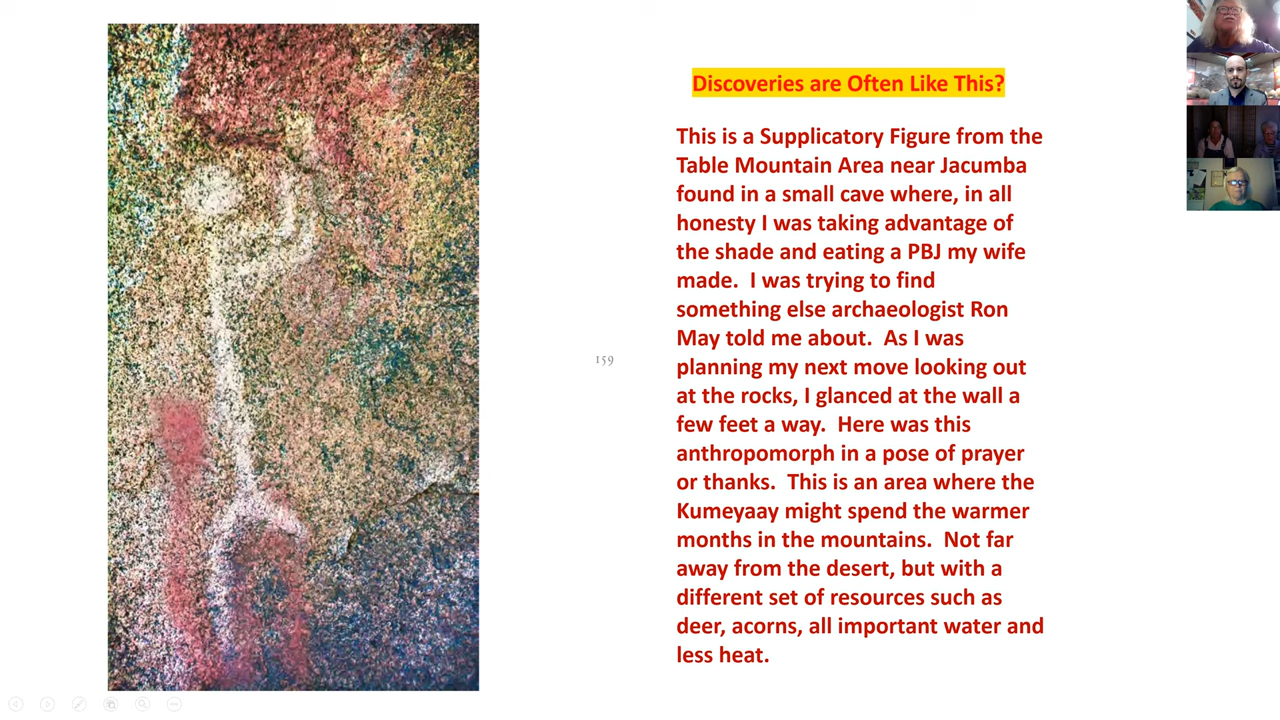 Discoveries are Often Like This?
This is a Supplicatory Figure from the
Table Mountain Area near Jacumba
found in a small cave where, in all
honesty I was taking advantage of
the shade and eating a PBJ my wife
made.  I was trying to find
something else archaeologist Ron
May told me about.  As I was
planning my next move looking out
at the rocks, I glanced at the wall a
few feet a way.  Here was this
anthropomorph in a pose of prayer
or thanks.  This is an area where the
Kumeyaay might spend the warmer
months in the mountains.  Not far
away from the desert, but with a
different set of resources such as
deer, acorns, all important water and
less heat.
159